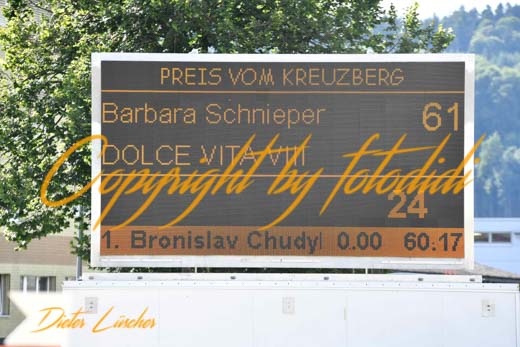 PREIS VOM KREUZBERG
Barbara Schnieper 61
DOLCE VITA VIII
Copyright by fotodidi
24
1. Bronislav Chudyl 0.00 60.17
Dieter Lüscher